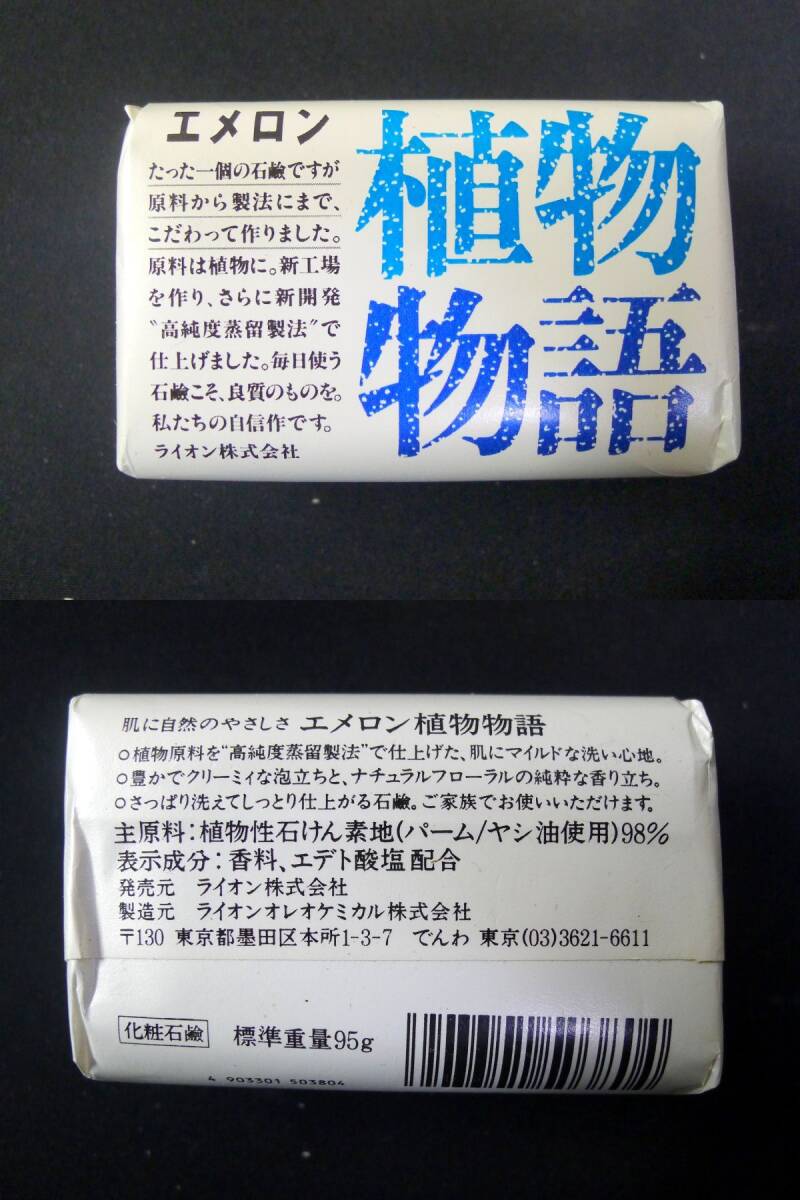 エメロン
たった一個の石鹼ですが
原料から製法にまで、
こだわって作りました。
原料は植物に。新工場
を作り、さらに新開発
〝高純度蒸留製法〟で
仕上げました。毎日使う
石鹼こそ、良質のものを。
私たちの自信作です。
ライオン株式会社
植物
物語
肌に自然のやさしさ エメロン植物物語
○植物原料を“高純度蒸留製法”で仕上げた、肌にマイルドな洗い心地。
○豊かでクリーミィな泡立ちと、ナチュラルフローラルの純粋な香り立ち。
○さっぱり洗えてしっとり仕上がる石鹼。ご家族でお使いいただけます。
主原料：植物性石けん素地(パーム/ヤシ油使用)98%
表示成分：香料、エデト酸塩配合
発売元 ライオン株式会社
製造元 ライオンオレオケミカル株式会社
〒130 東京都墨田区本所1-3-7 でんわ 東京(03)3621-6611
化粧石鹼 標準重量95g
4 903301 503804